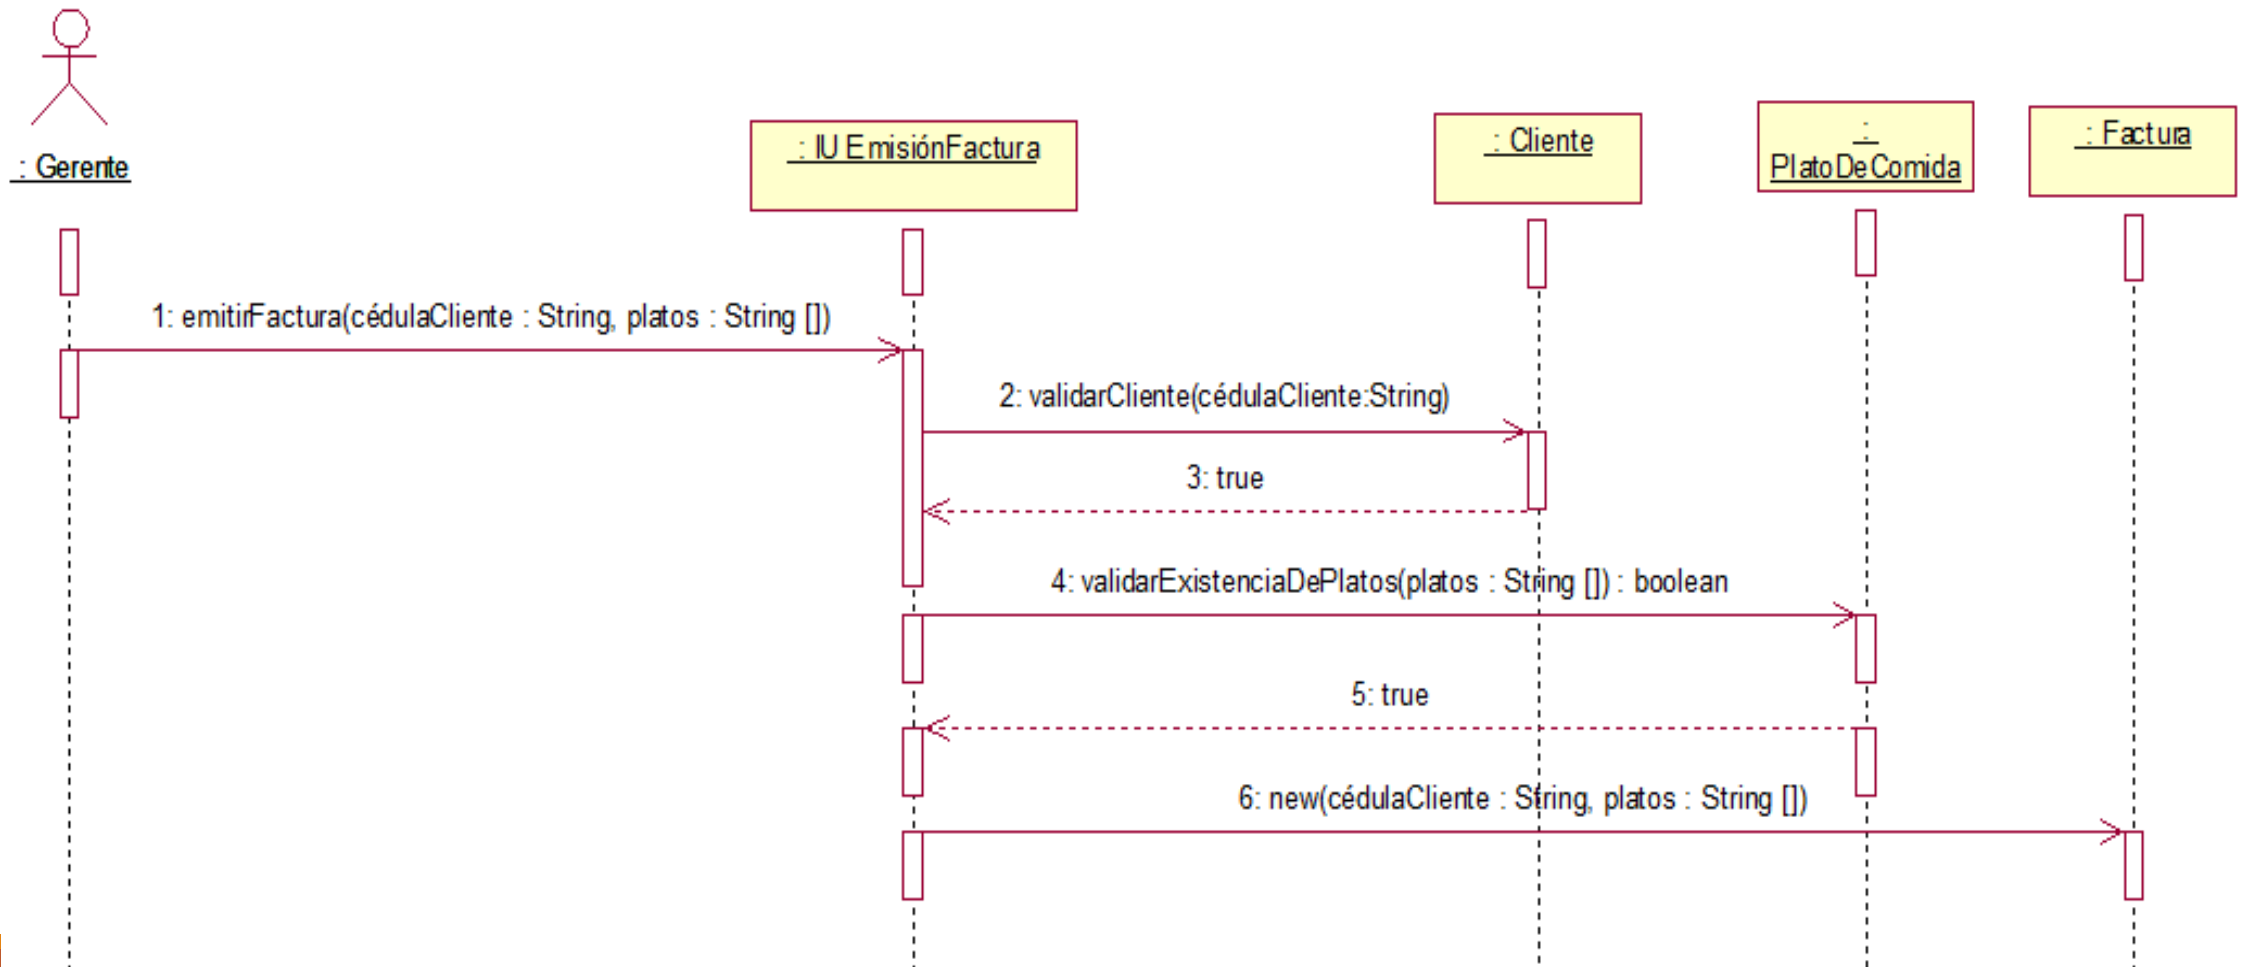 : Gerente
: IU EmisiónFactura
: Cliente
:
PlatoDeComida
: Factura
1: emitirFactura(cédulaCliente : String, platos : String [])
2: validarCliente(cédulaCliente:String)
3: true
4: validarExistenciaDePlatos(platos : String []) : boolean
5: true
6: new(cédulaCliente : String, platos : String [])